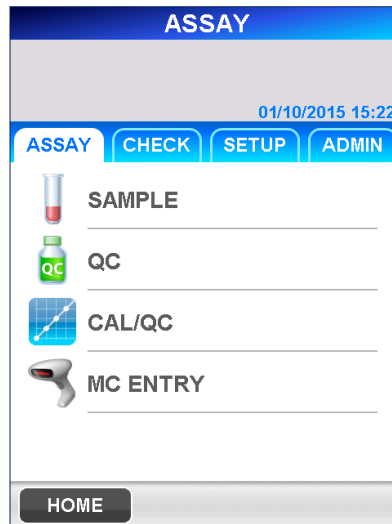 ASSAY
01/10/2015 15:22
ASSAY CHECK SETUP ADMIN
SAMPLE
QC
QC
CAL/QC
MC ENTRY
HOME